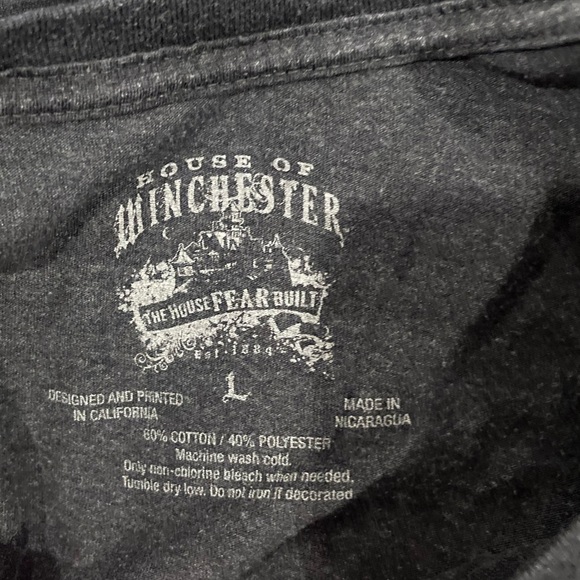 HOUSE OF
WINCHESTER
THE HOUSE FEAR BUILT
Est. 1884
L
DESIGNED AND PRINTED
IN CALIFORNIA
MADE IN
NICARAGUA
60% COTTON / 40% POLYESTER
Machine wash cold.
Only non-chlorine bleach when needed.
Tumble dry low. Do not iron if decorated